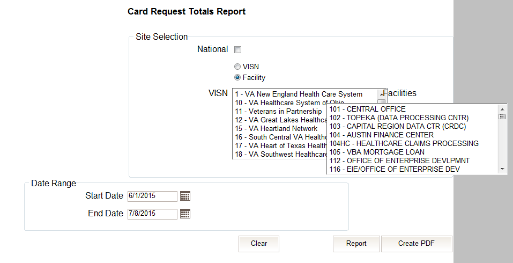 Card Request Totals Report
Site Selection
National
VISN
Facility
VISN
1 - VA New England Health Care System
10 - VA Healthcare System of Ohio
11 - Veterans in Partnership
12 - VA Great Lakes Healthca
15 - VA Heartland Network
16 - South Central VA Healthc
17 - VA Heart of Texas Health
18 - VA Southwest Healthcare
Facilities
101 - CENTRAL OFFICE
102 - TOPEKA (DATA PROCESSING CNTR)
103 - CAPITAL REGION DATA CTR (CRDC)
104 - AUSTIN FINANCE CENTER
104HC - HEALTHCARE CLAIMS PROCESSING
105 - VBA MORTGAGE LOAN
112 - OFFICE OF ENTERPRISE DEVLPMNT
116 - EIE/OFFICE OF ENTERPRISE DEV
Date Range
Start Date 6/1/2015
End Date 7/8/2015
Clear Report Create PDF